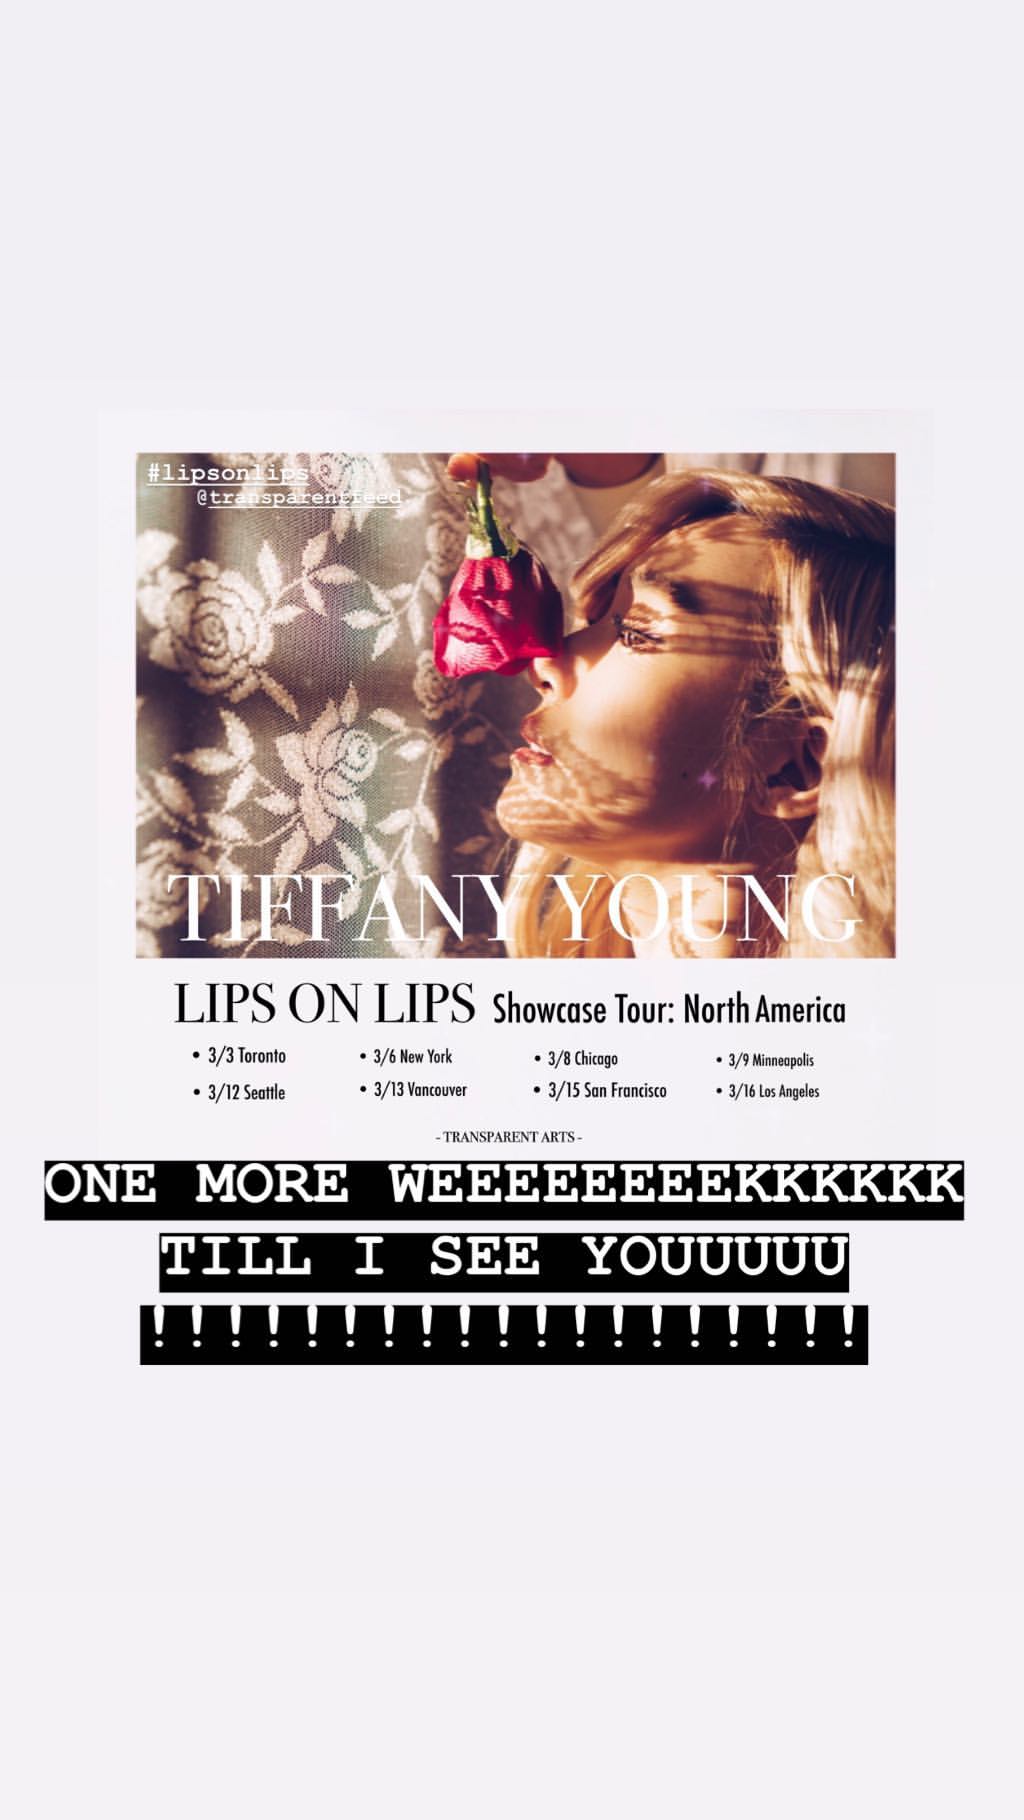 #lipsonlips
@transparentfeed
TIFFANY YOUNG
LIPS ON LIPS Showcase Tour: North America
• 3/3 Toronto • 3/6 New York • 3/8 Chicago • 3/9 Minneapolis
• 3/12 Seattle • 3/13 Vancouver • 3/15 San Francisco • 3/16 Los Angeles
- TRANSPARENT ARTS -
ONE MORE WEEEEEEEEEKKKKKK
TILL I SEE YOUUUUU
!!!!!!!!!!!!!!!!!!!